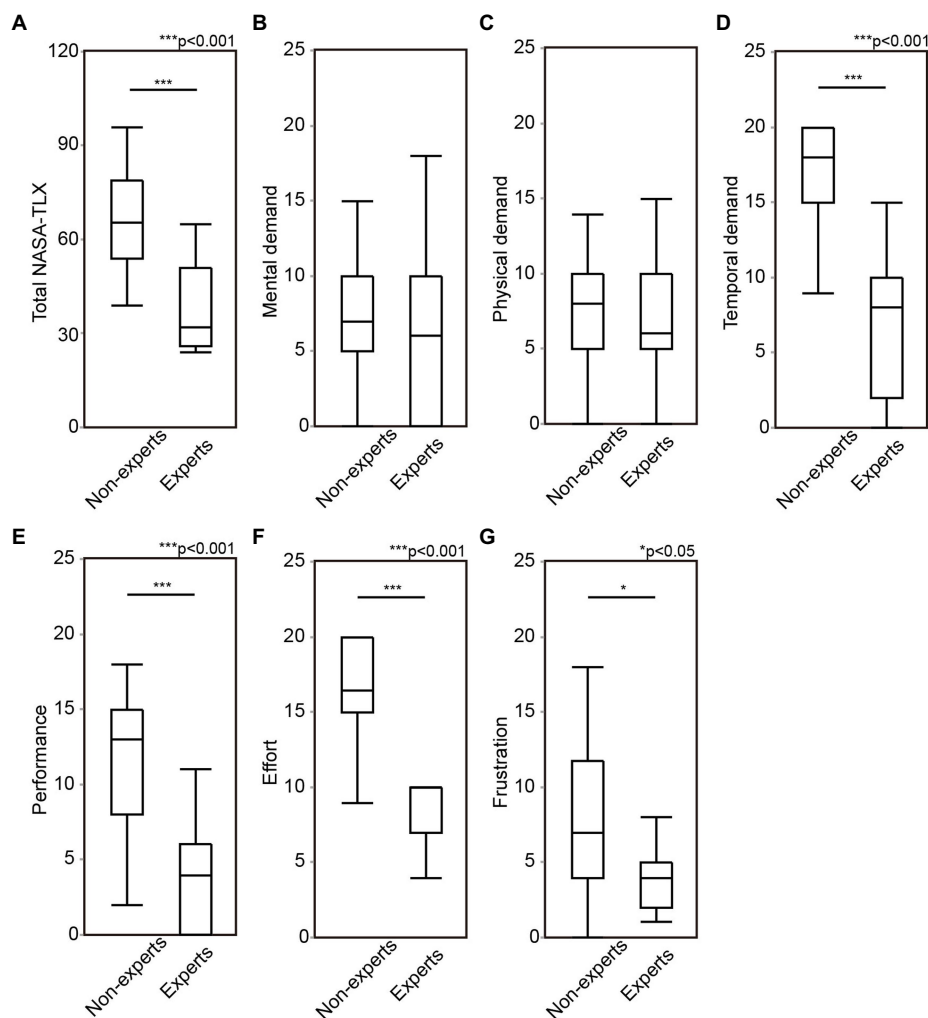 A
***p<0.001
***
Total NASA-TLX
120
90
60
30
0
Non-experts
Experts
B
Mental demand
25
20
15
10
5
0
Non-experts
Experts
C
Physical demand
25
20
15
10
5
0
Non-experts
Experts
D
***p<0.001
***
Temporal demand
25
20
15
10
5
0
Non-experts
Experts
E
***p<0.001
***
Performance
25
20
15
10
5
0
Non-experts
Experts
F
***p<0.001
***
Effort
25
20
15
10
5
0
Non-experts
Experts
G
*p<0.05
*
Frustration
25
20
15
10
5
0
Non-experts
Experts